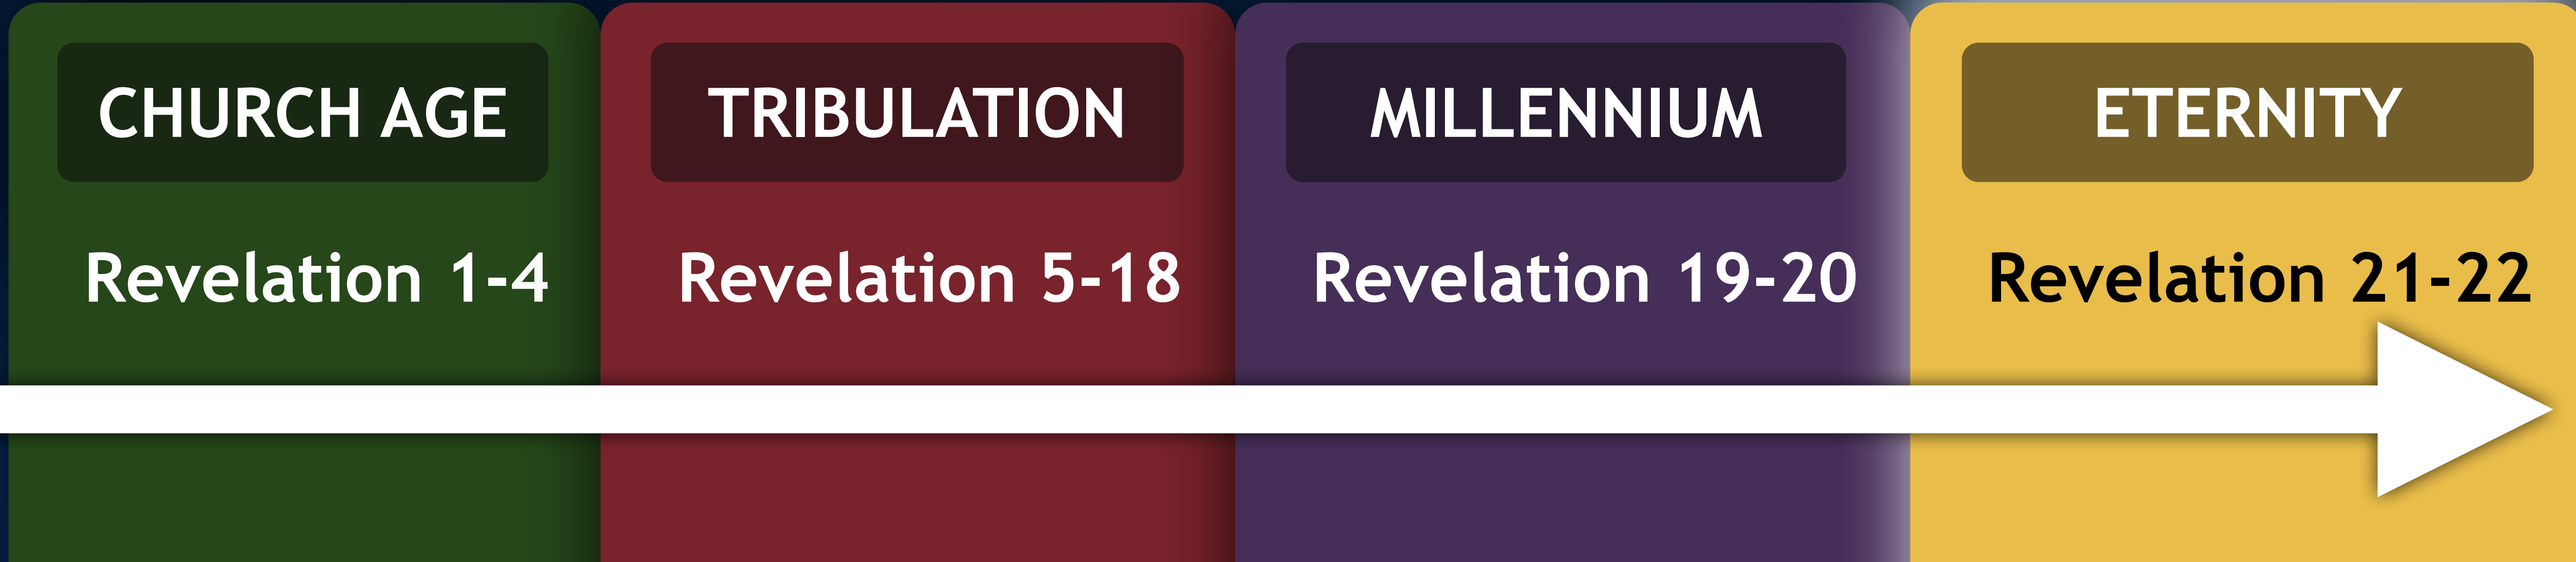 CHURCH AGE
Revelation 1-4
TRIBULATION
Revelation 5-18
MILLENNIUM
Revelation 19-20
ETERNITY
Revelation 21-22